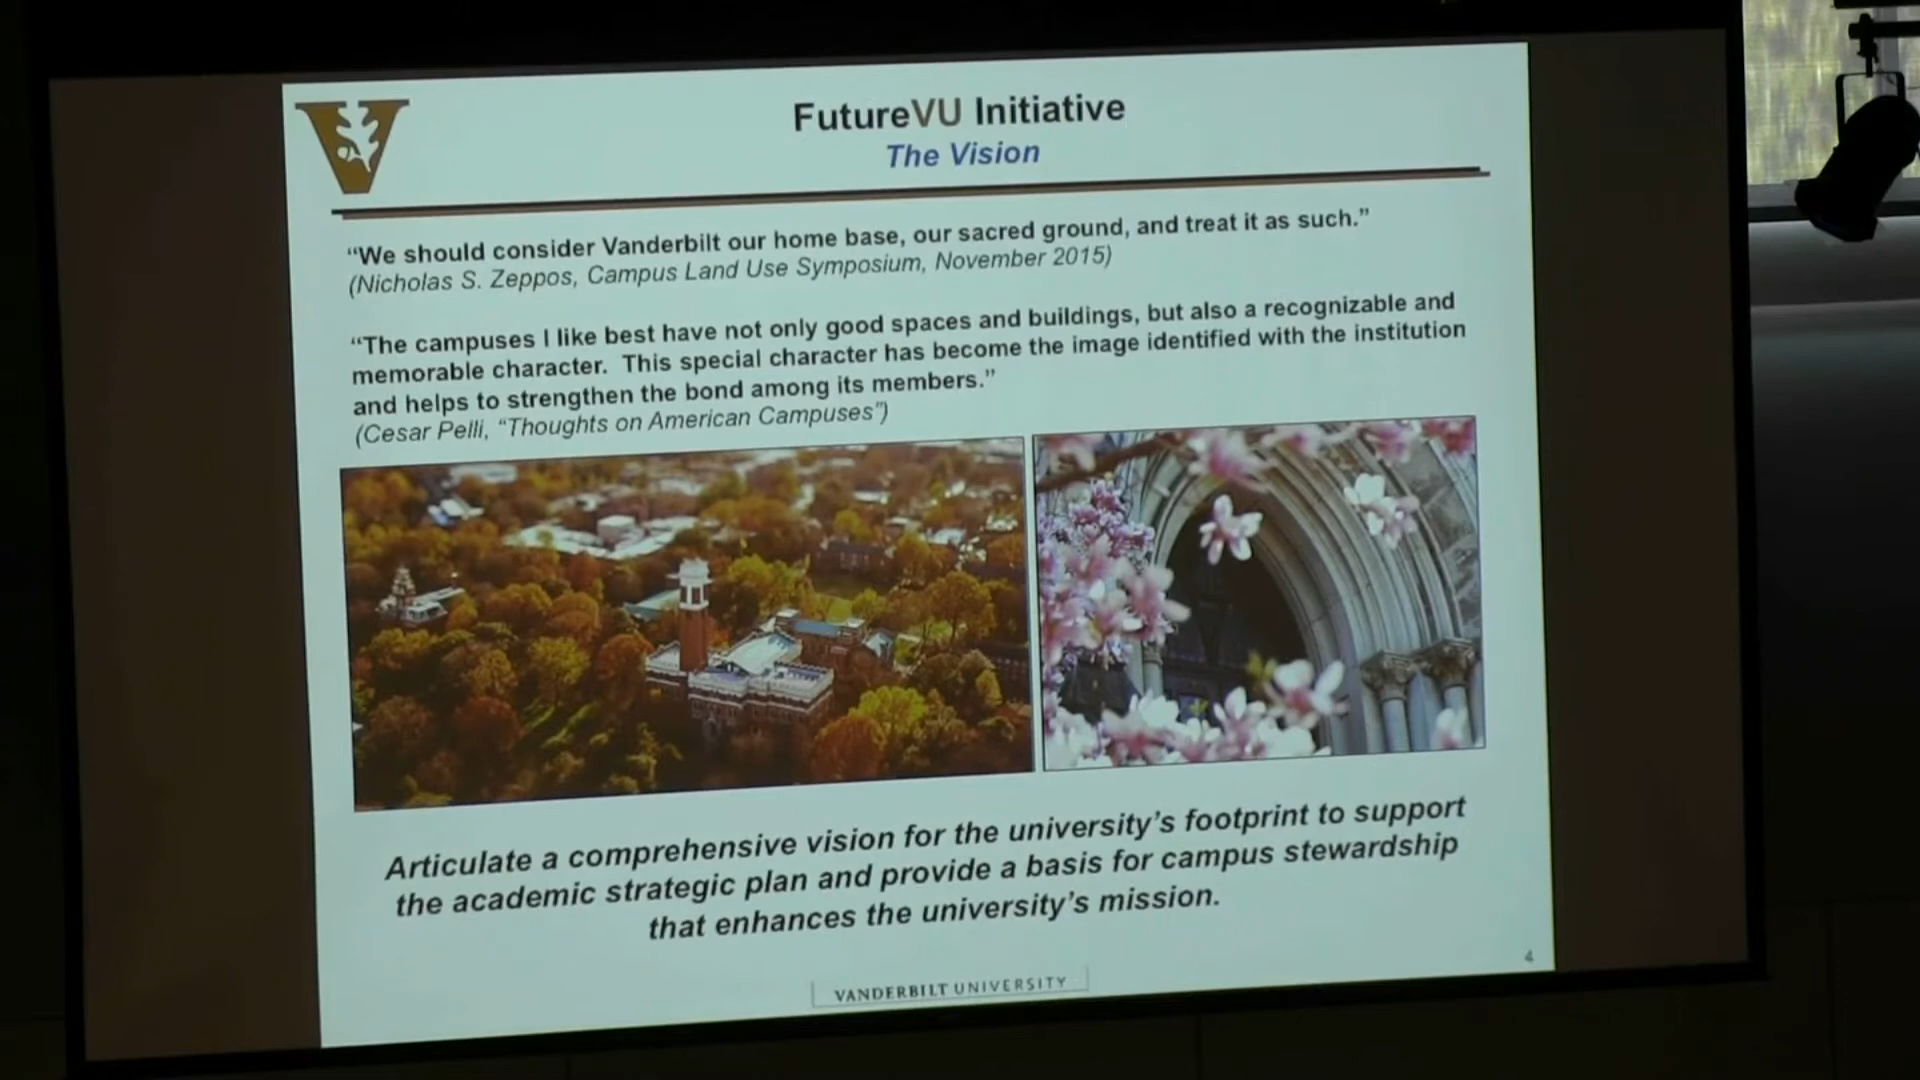 FutureVU Initiative
The Vision
“We should consider Vanderbilt our home base, our sacred ground, and treat it as such.”
(Nicholas S. Zeppos, Campus Land Use Symposium, November 2015)
“The campuses I like best have not only good spaces and buildings, but also a recognizable and
memorable character.  This special character has become the image identified with the institution
and helps to strengthen the bond among its members.”
(Cesar Pelli, “Thoughts on American Campuses”)
Articulate a comprehensive vision for the university’s footprint to support
the academic strategic plan and provide a basis for campus stewardship
that enhances the university’s mission.
4
VANDERBILT UNIVERSITY